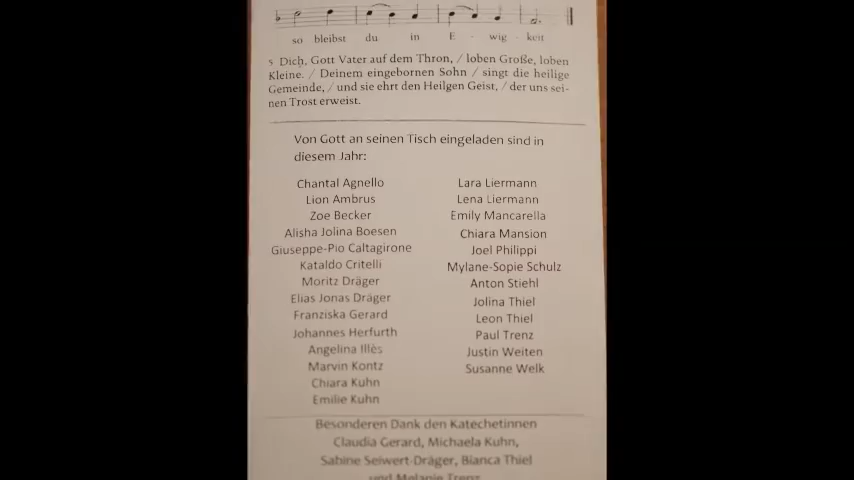 so bleibst du in E - wig - keit
5 Dich, Gott Vater auf dem Thron, / loben Große, loben
Kleine. / Deinem eingebornen Sohn / singt die heilige
Gemeinde, / und sie ehrt den Heilgen Geist, / der uns sei-
nen Trost erweist.
Von Gott an seinen Tisch eingeladen sind in
diesem Jahr:
Chantal Agnello
Lion Ambrus
Zoe Becker
Alisha Jolina Boesen
Giuseppe-Pio Caltagirone
Kataldo Critelli
Moritz Dräger
Elias Jonas Dräger
Franziska Gerard
Johannes Herfurth
Angelina Illès
Marvin Kontz
Chiara Kuhn
Emilie Kuhn
Lara Liermann
Lena Liermann
Emily Mancarella
Chiara Mansion
Joel Philippi
Mylane-Sopie Schulz
Anton Stiehl
Jolina Thiel
Leon Thiel
Paul Trenz
Justin Weiten
Susanne Welk
Besonderen Dank den Katechetinnen
Claudia Gerard, Michaela Kuhn,
Sabine Seiwert-Dräger, Bianca Thiel
und Melanie Trenz